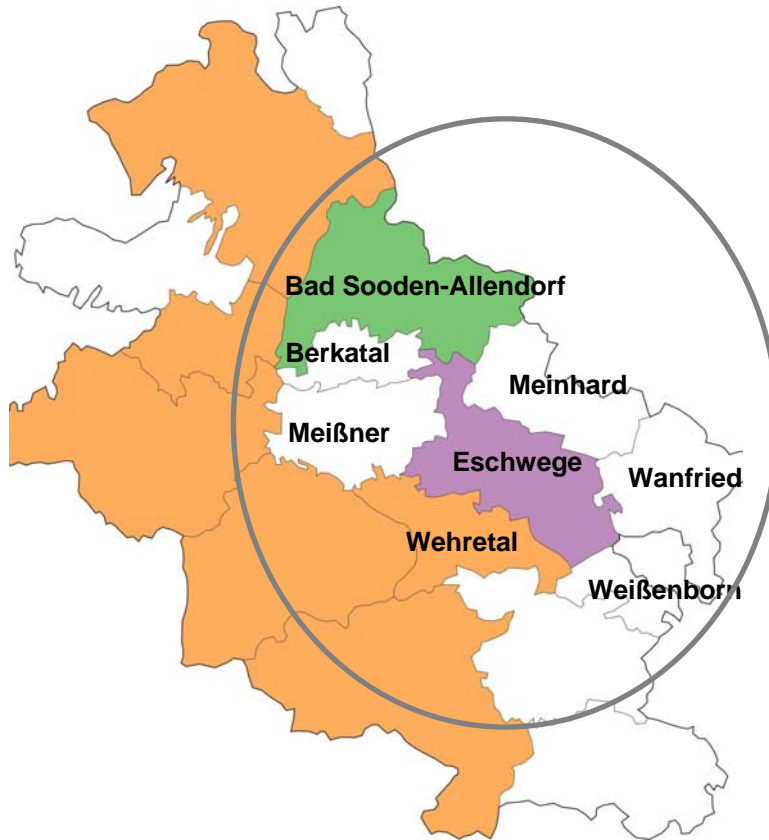 Bad Sooden-Allendorf
Berkatal
Meinhard
Meißner
Eschwege
Wanfried
Wehretal
Weißenborn